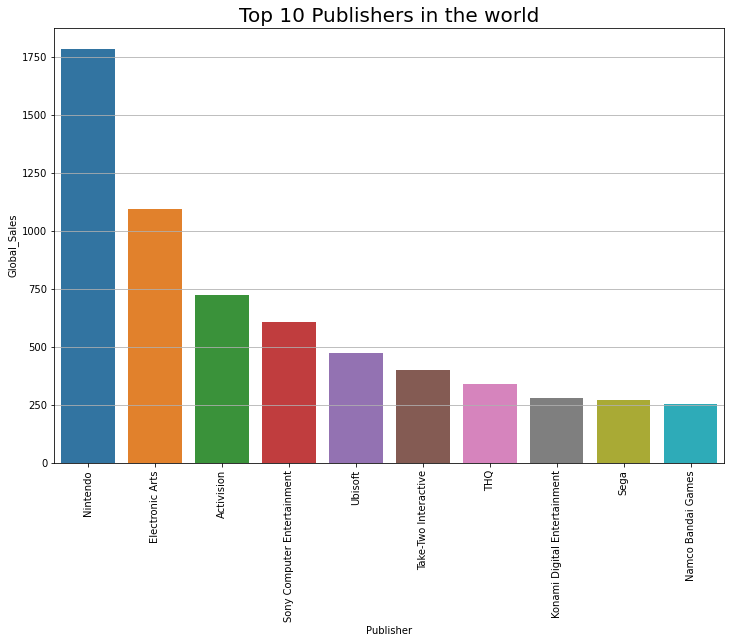 Top 10 Publishers in the world
Global_Sales
1750
1500
1250
1000
750
500
250
0
Nintendo
Electronic Arts
Activision
Sony Computer Entertainment
Ubisoft
Take-Two Interactive
THQ
Konami Digital Entertainment
Sega
Namco Bandai Games
Publisher